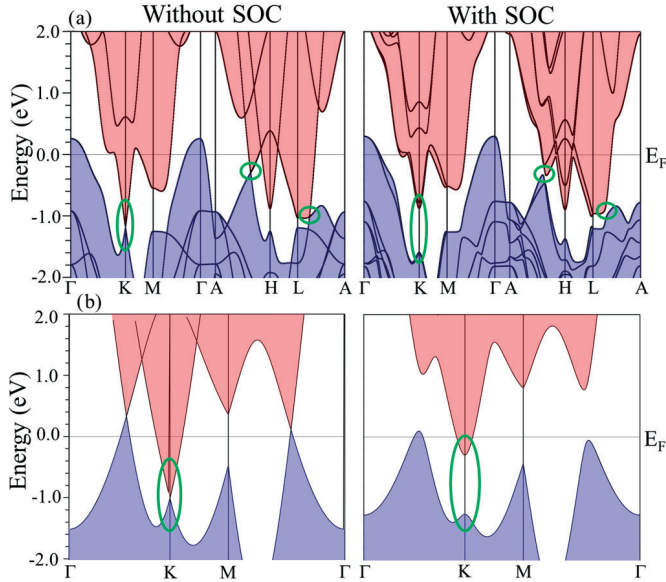 Without SOC
With SOC
(a)
2.0
1.0
0.0
-1.0
-2.0
Energy (eV)
E_F
Γ K M Γ A H L A
Γ K M Γ A H L A
(b)
2.0
1.0
0.0
-1.0
-2.0
Energy (eV)
E_F
Γ K M Γ
Γ K M Γ